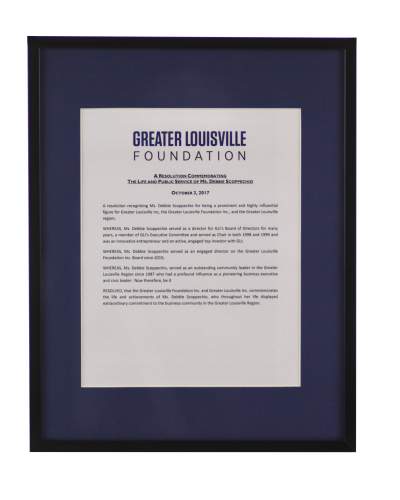 GREATER LOUISVILLE
FOUNDATION
A RESOLUTION COMMEMORATING
THE LIFE AND PUBLIC SERVICE OF MS. DEBBIE SCOPPECHIO
OCTOBER 2, 2017
A resolution recognizing Ms. Debbie Scoppechio for being a prominent and highly influential
figure for Greater Louisville Inc, the Greater Louisville Foundation Inc., and the Greater Louisville
region.
WHEREAS, Ms. Debbie Scoppechio served as a director for GLI's Board of Directors for many
years, a member of GLI's Executive Committee and served as Chair in both 1998 and 1999 and
was an innovative entrepreneur and an active, engaged top investor with GLI:
WHEREAS, Ms. Debbie Scoppechio served as an engaged director on the Greater Louisville
Foundation Inc. Board since
WHEREAS, Ms. Debbie Scoppechio, served as an outstanding community leader in the Greater
Louisville Region since 1987 who had a profound influence as a pioneering business executive
and civic leader. Now therefore, be it
RESOLVED, that the Greater Louisville Foundation Inc. and Greater Louisville Inc. commemorates
the life and achievements of Ms. Debbie Scoppechio, who throughout her life displayed
extraordinary commitment to the business community in the Greater Louisville Region.